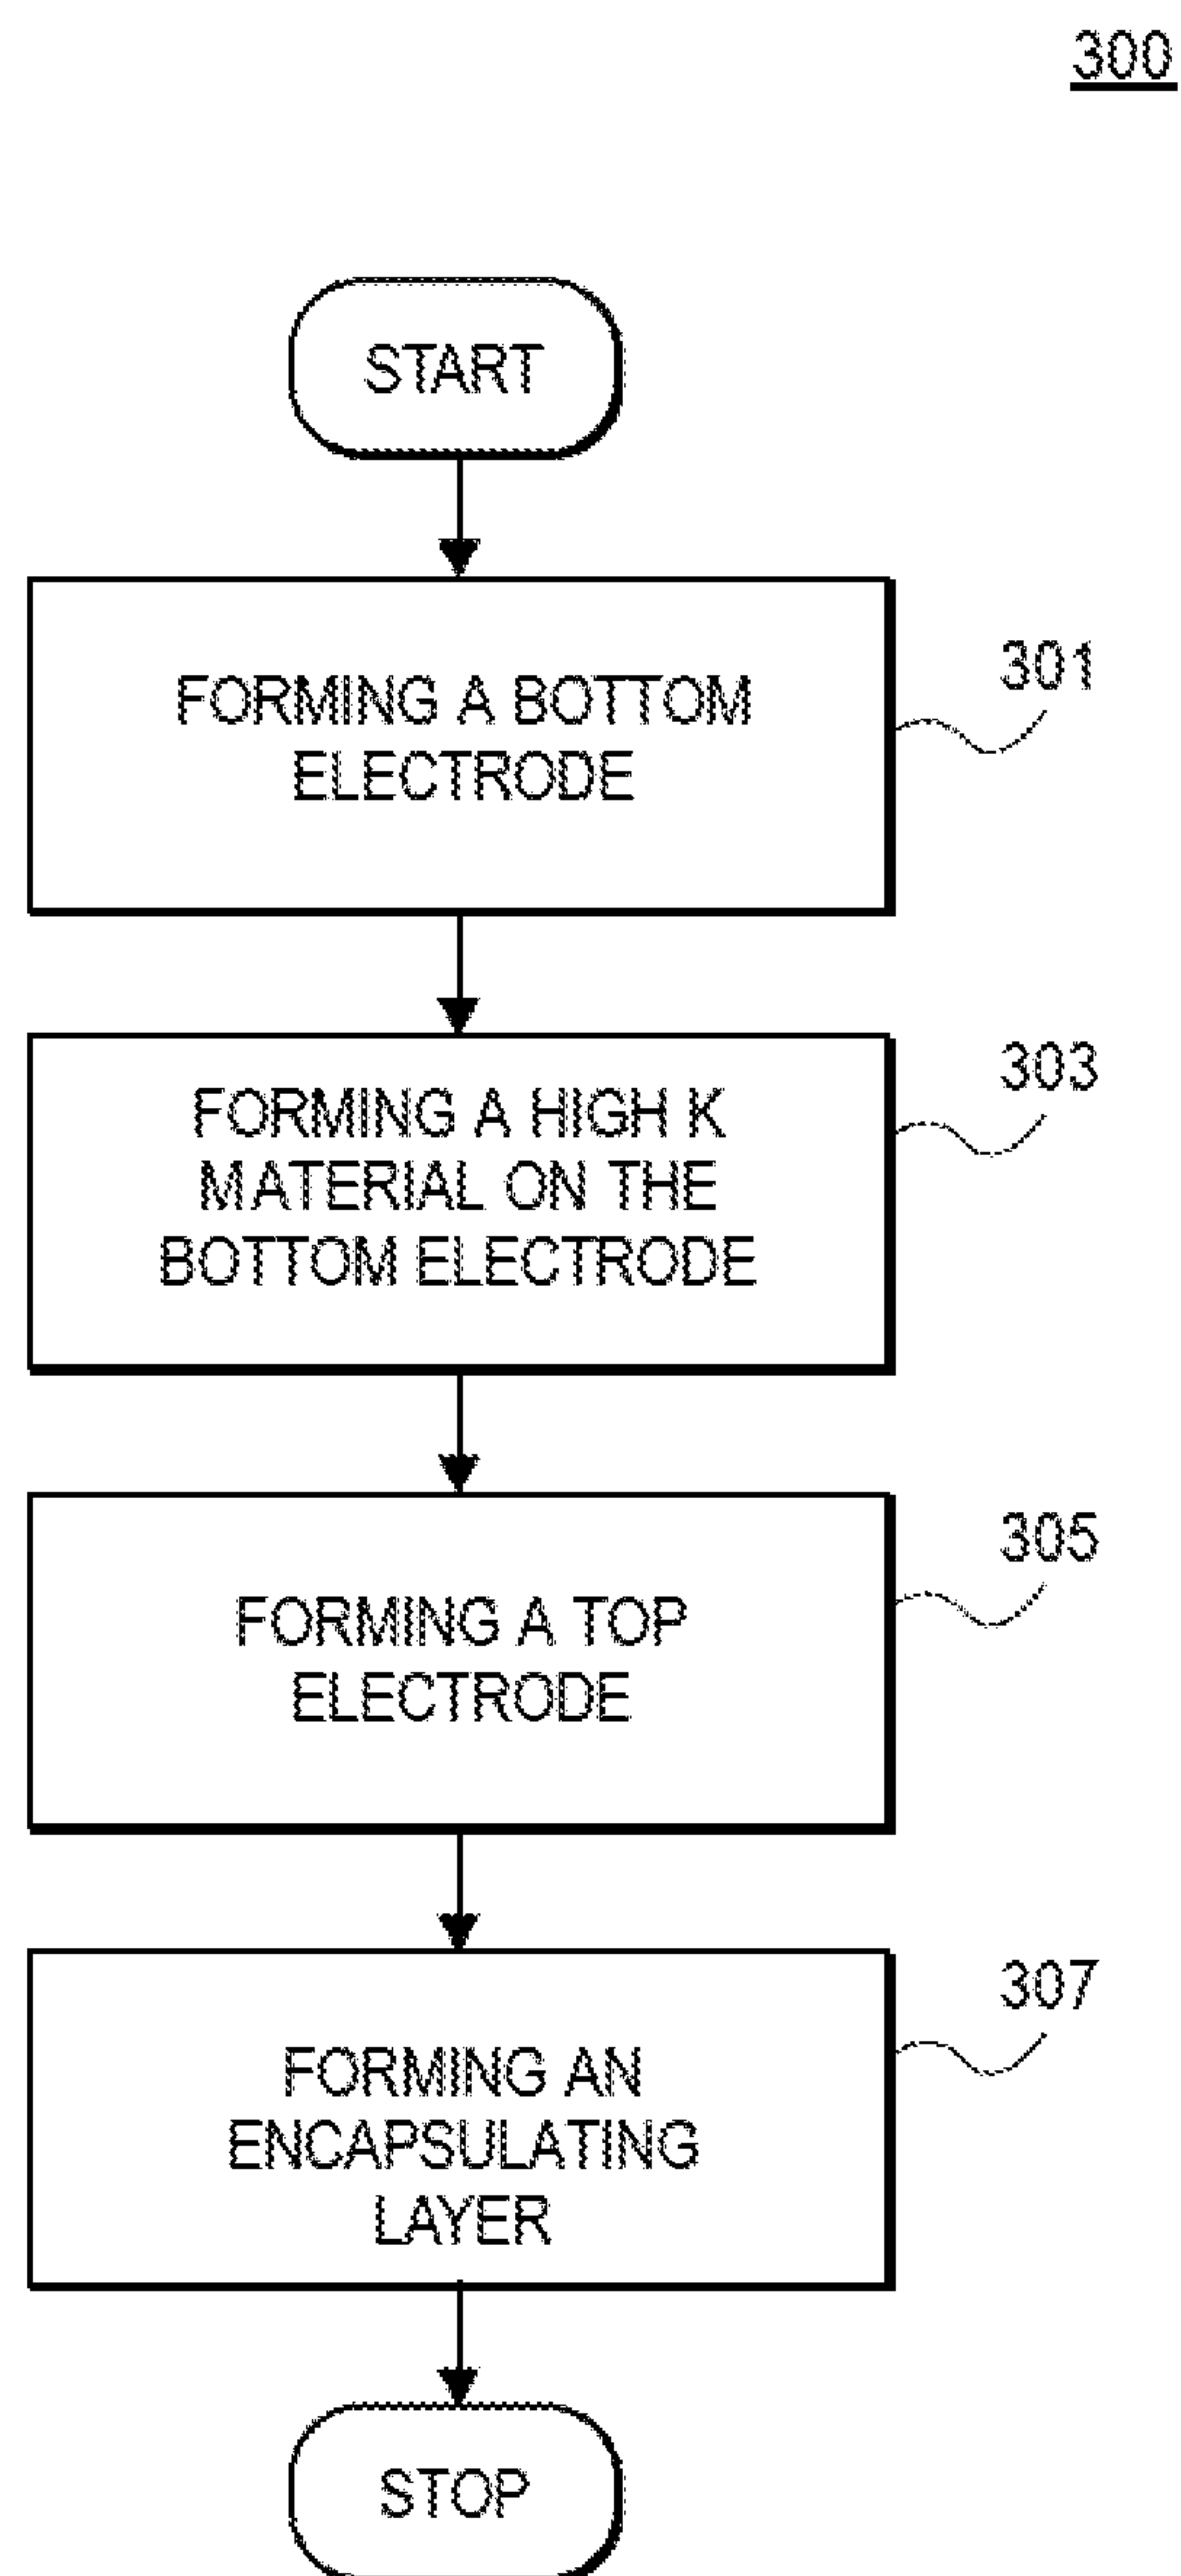 300
START
FORMING A BOTTOM
ELECTRODE
301
FORMING A HIGH K
MATERIAL ON THE
BOTTOM ELECTRODE
303
FORMING A TOP
ELECTRODE
305
FORMING AN
ENCAPSULATING
LAYER
307
STOP